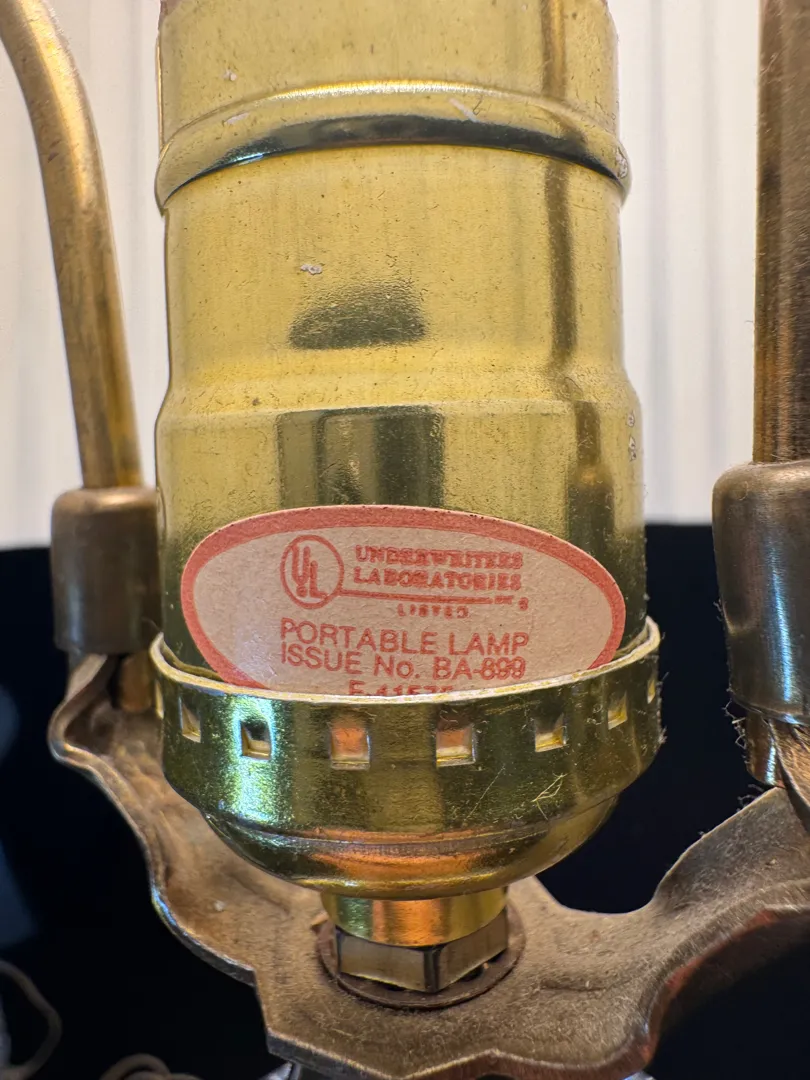 UL
UNDERWRITERS
LABORATORIES
INC. ®
LISTED
PORTABLE LAMP
ISSUE No. BA-899